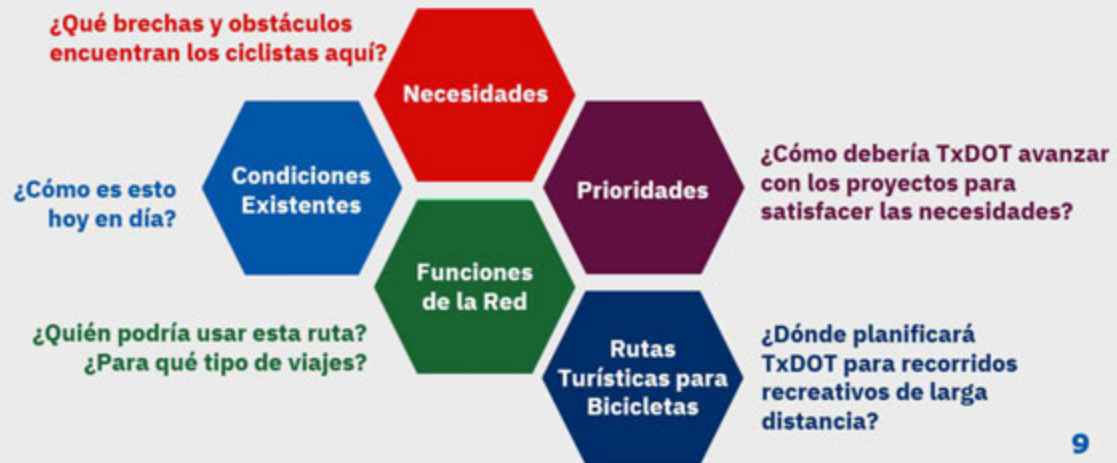 ¿Qué brechas y obstáculos
encuentran los ciclistas aquí?
Necesidades
Condiciones
Existentes
¿Cómo es esto
hoy en día?
Prioridades
¿Cómo debería TxDOT avanzar
con los proyectos para
satisfacer las necesidades?
Funciones
de la Red
¿Quién podría usar esta ruta?
¿Para qué tipo de viajes?
Rutas
Turísticas para
Bicicletas
¿Dónde planificará
TxDOT para recorridos
recreativos de larga
distancia?
9